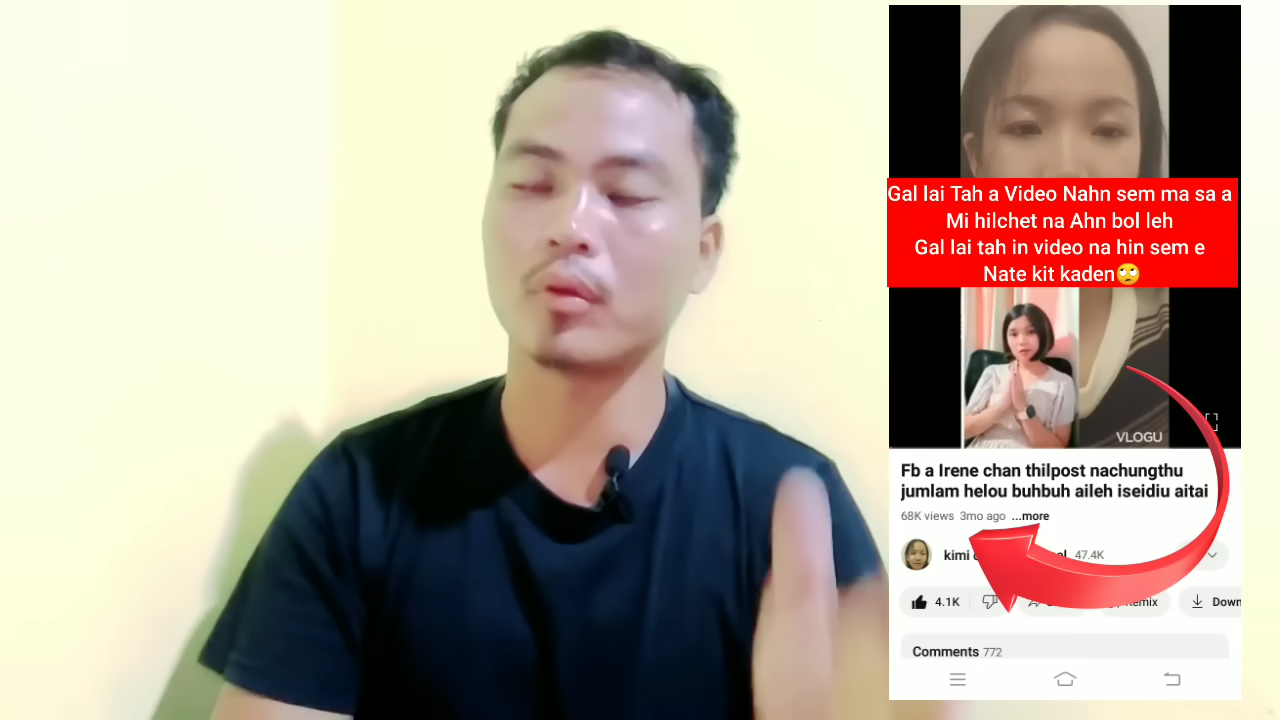 Gal lai Tah a Video Nahn sem ma sa a
Mi hilchet na Ahn bol leh
Gal lai tah in video na hin sem e
Nate kit kaden🙄
VLOGU
Fb a Irene chan thilpost nachungthu
jumlam helou buhbuh aileh iseidiu aitai
68K views 3mo ago ...more
kimi 47.4K
4.1K
Comments 772